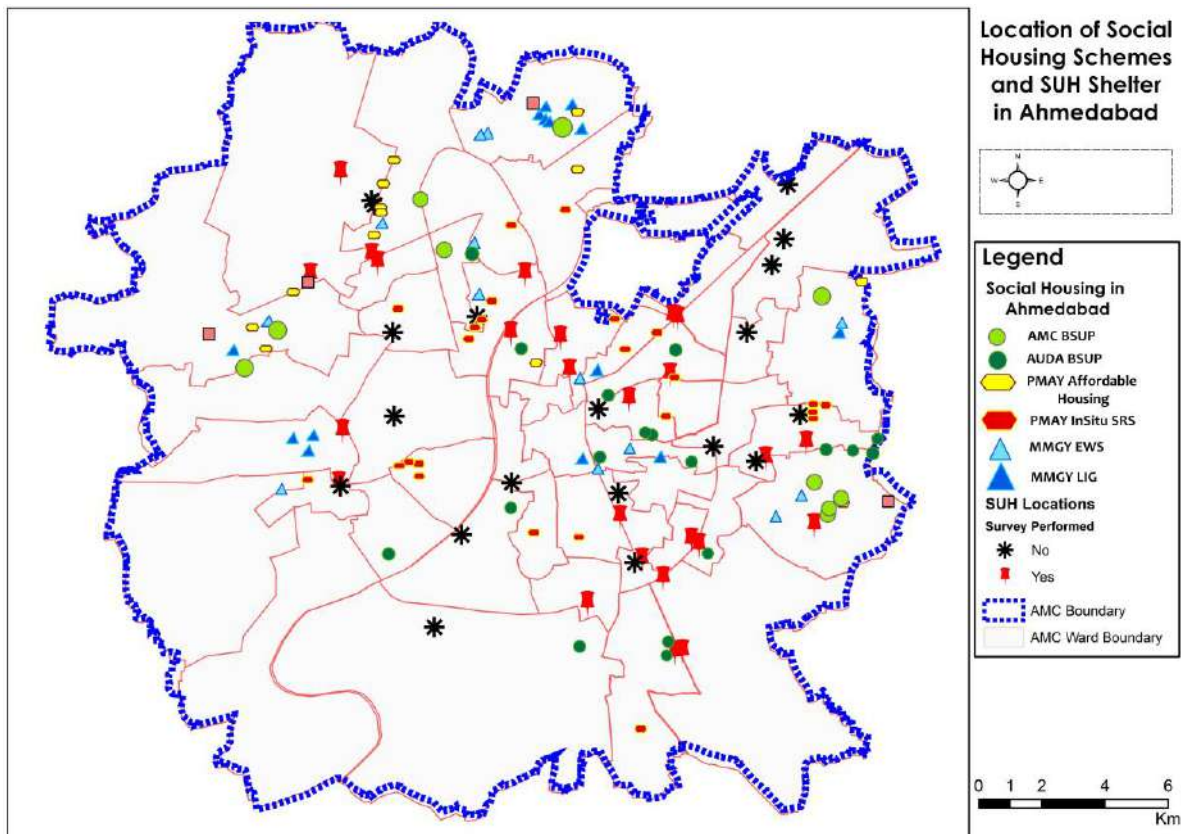 Location of Social
Housing Schemes
and SUH Shelter
in Ahmedabad
N
W E
S
Legend
Social Housing in
Ahmedabad
AMC BSUP
AUDA BSUP
PMAY Affordable
Housing
PMAY InSitu SRS
MMGY EWS
MMGY LIG
SUH Locations
Survey Performed
No
Yes
AMC Boundary
AMC Ward Boundary
0 1 2 4 6
Km